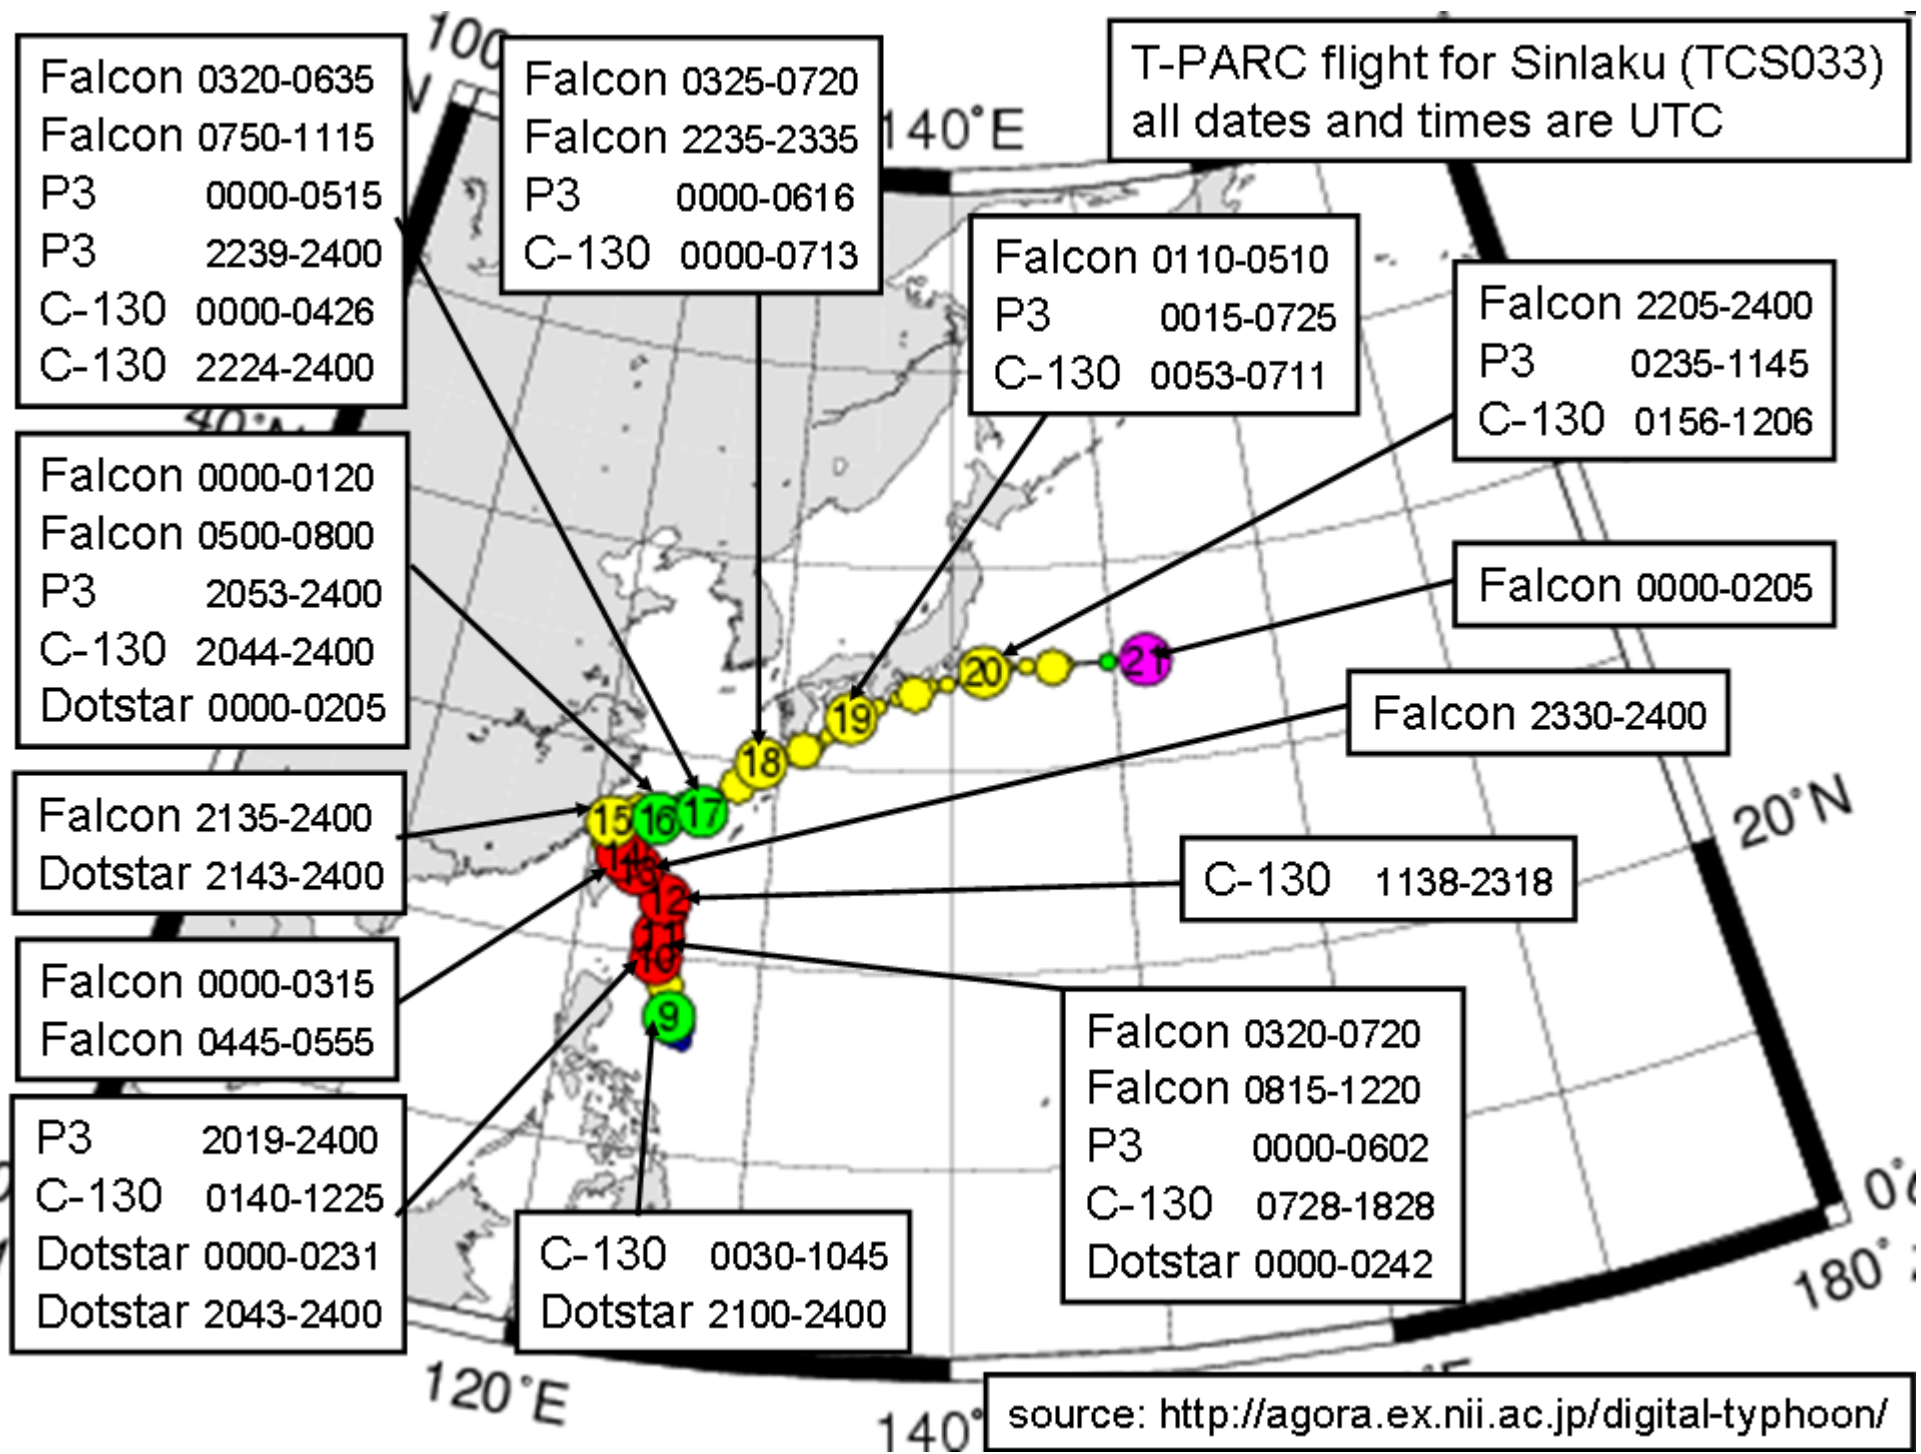 100
N
140°E
T-PARC flight for Sinlaku (TCS033)
all dates and times are UTC
Falcon 0320-0635
Falcon 0750-1115
P3 0000-0515
P3 2239-2400
C-130 0000-0426
C-130 2224-2400
Falcon 0325-0720
Falcon 2235-2335
P3 0000-0616
C-130 0000-0713
Falcon 0110-0510
P3 0015-0725
C-130 0053-0711
Falcon 2205-2400
P3 0235-1145
C-130 0156-1206
40°N
Falcon 0000-0120
Falcon 0500-0800
P3 2053-2400
C-130 2044-2400
Dotstar 0000-0205
Falcon 0000-0205
21
20
19
18
17
16
15
Falcon 2330-2400
Falcon 2135-2400
Dotstar 2143-2400
20°N
C-130 1138-2318
12
11
10
9
Falcon 0000-0315
Falcon 0445-0555
Falcon 0320-0720
Falcon 0815-1220
P3 0000-0602
C-130 0728-1828
Dotstar 0000-0242
P3 2019-2400
C-130 0140-1225
Dotstar 0000-0231
Dotstar 2043-2400
C-130 0030-1045
Dotstar 2100-2400
0°
180°
120°E
140°
source: http://agora.ex.nii.ac.jp/digital-typhoon/